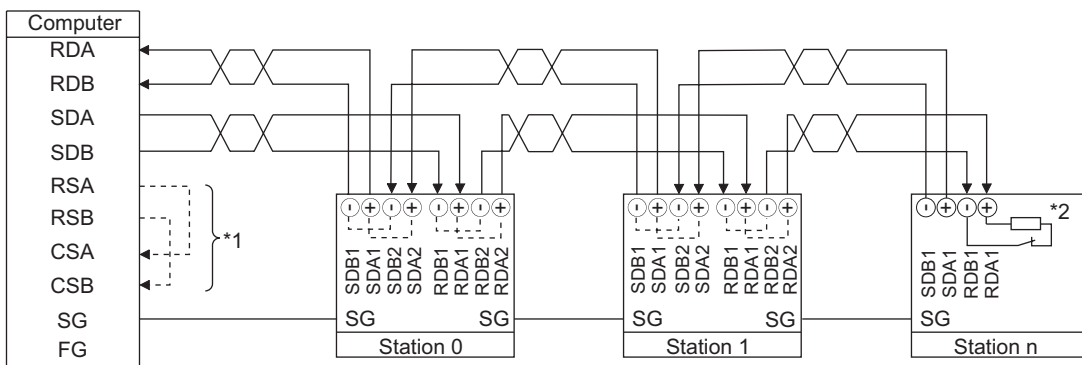 Computer
RDA
RDB
SDA
SDB
RSA
RSB
CSA
CSB
SG
FG
*1
- + - + - + - +
SDB1 SDA1 SDB2 SDA2 RDB1 RDA1 RDB2 RDA2
SG SG
Station 0
- + - + - + - +
SDB1 SDA1 SDB2 SDA2 RDB1 RDA1 RDB2 RDA2
SG SG
Station 1
- + - +
*2
SDB1 SDA1 RDB1 RDA1
SG
Station n